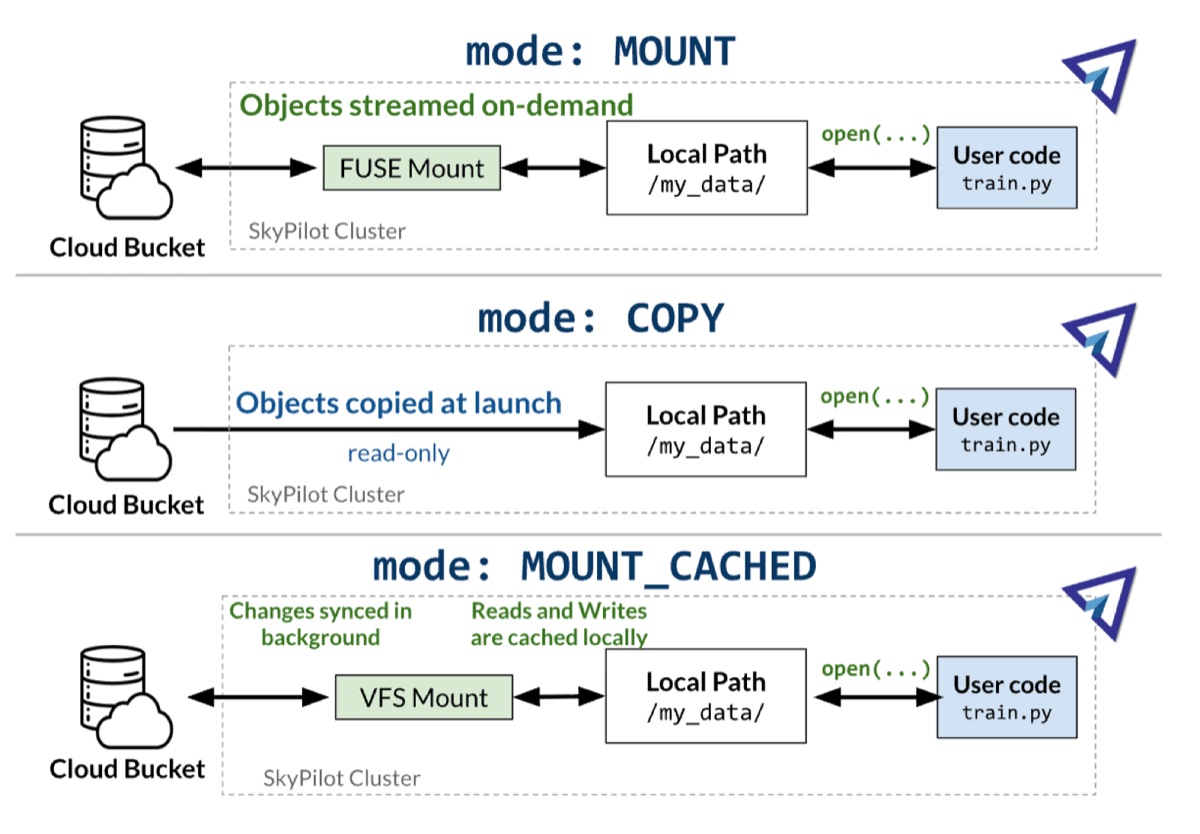 mode: MOUNT
Objects streamed on-demand
Cloud Bucket
FUSE Mount
Local Path
/my_data/
open(...)
User code
train.py
SkyPilot Cluster
mode: COPY
Objects copied at launch
read-only
Cloud Bucket
Local Path
/my_data/
open(...)
User code
train.py
SkyPilot Cluster
mode: MOUNT_CACHED
Changes synced in
background
Reads and Writes
are cached locally
Cloud Bucket
VFS Mount
Local Path
/my_data/
open(...)
User code
train.py
SkyPilot Cluster